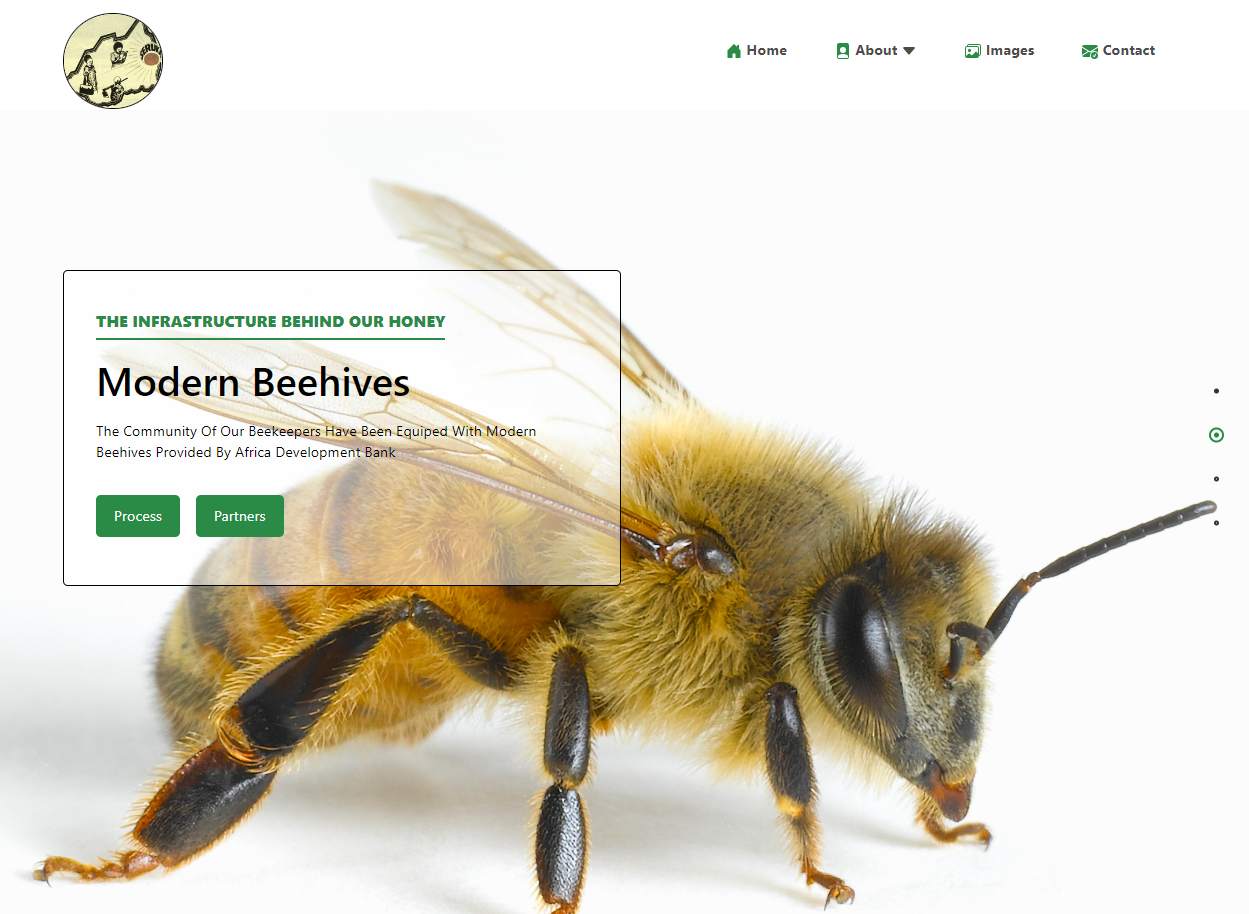 Home
About
Images
Contact
THE INFRASTRUCTURE BEHIND OUR HONEY
Modern Beehives
The Community Of Our Beekeepers Have Been Equiped With Modern
Beehives Provided By Africa Development Bank
Process
Partners